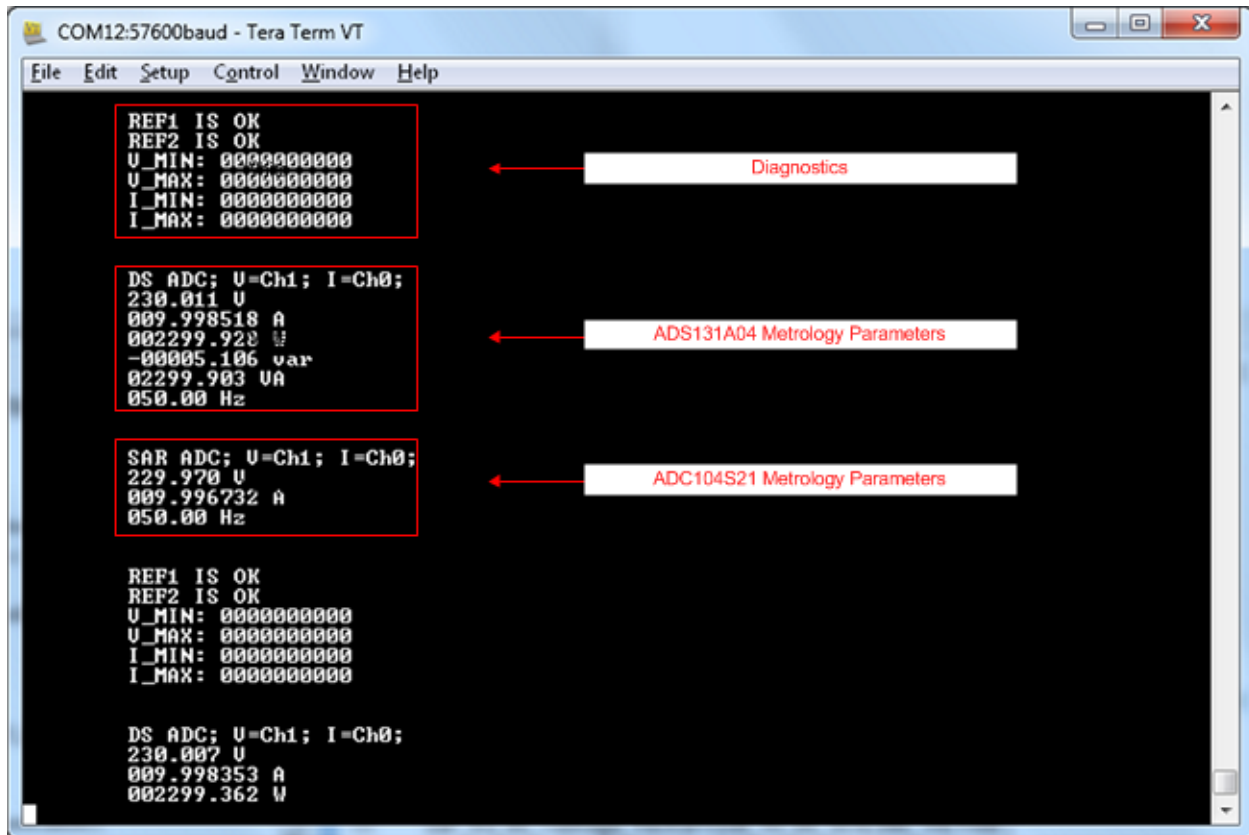 COM12:57600baud - Tera Term VT
File Edit Setup Control Window Help
REF1 IS OK
REF2 IS OK
V_MIN: 0000000000
V_MAX: 0000000000
I_MIN: 0000000000
I_MAX: 0000000000
Diagnostics
DS ADC; V=Ch1; I=Ch0;
230.011 V
009.998518 A
002299.928 W
-00005.106 var
02299.903 VA
050.00 Hz
ADS131A04 Metrology Parameters
SAR ADC; V=Ch1; I=Ch0;
229.970 V
009.996732 A
050.00 Hz
ADC104S21 Metrology Parameters
REF1 IS OK
REF2 IS OK
V_MIN: 0000000000
V_MAX: 0000000000
I_MIN: 0000000000
I_MAX: 0000000000
DS ADC; V=Ch1; I=Ch0;
230.007 V
009.998353 A
002299.362 W